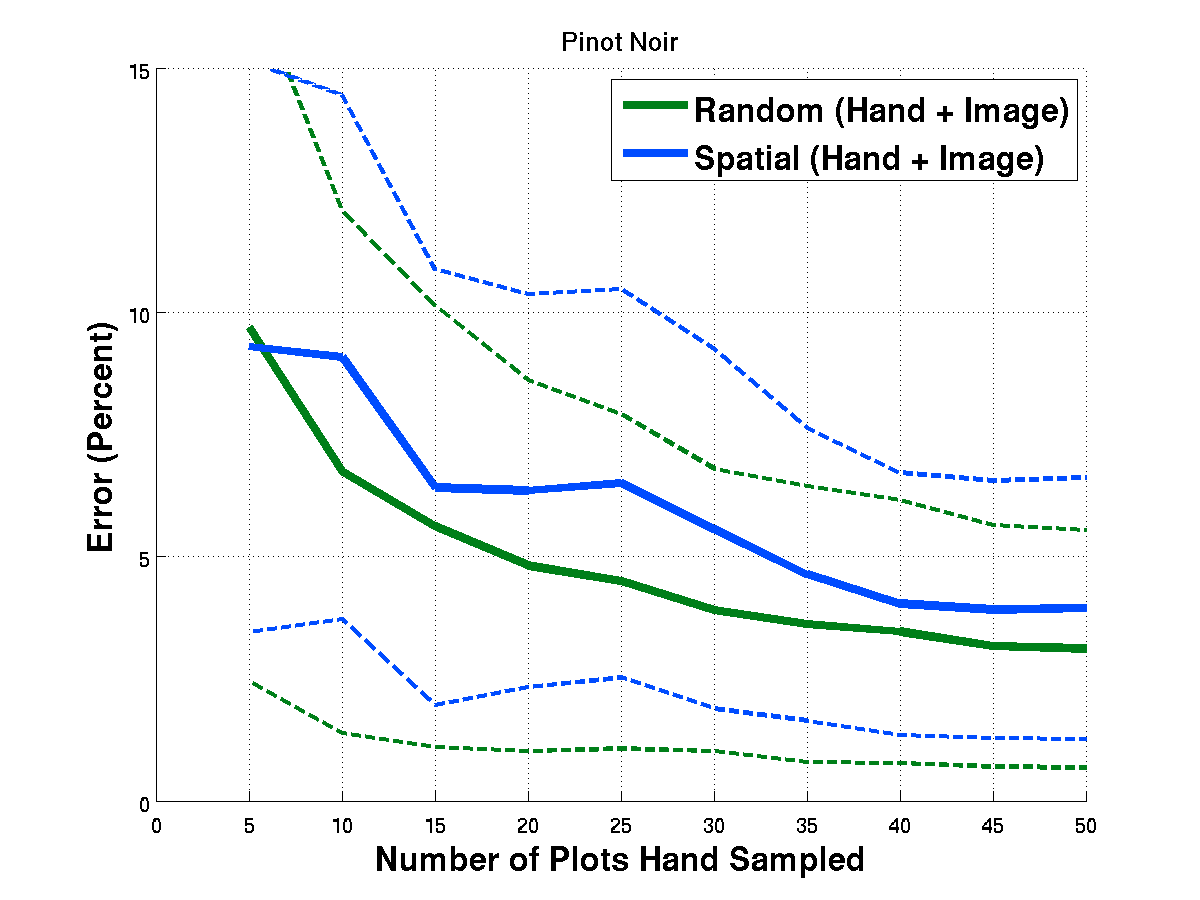 Pinot Noir
15
10
5
0
Error (Percent)
Random (Hand + Image)
Spatial (Hand + Image)
0 5 10 15 20 25 30 35 40 45 50
Number of Plots Hand Sampled